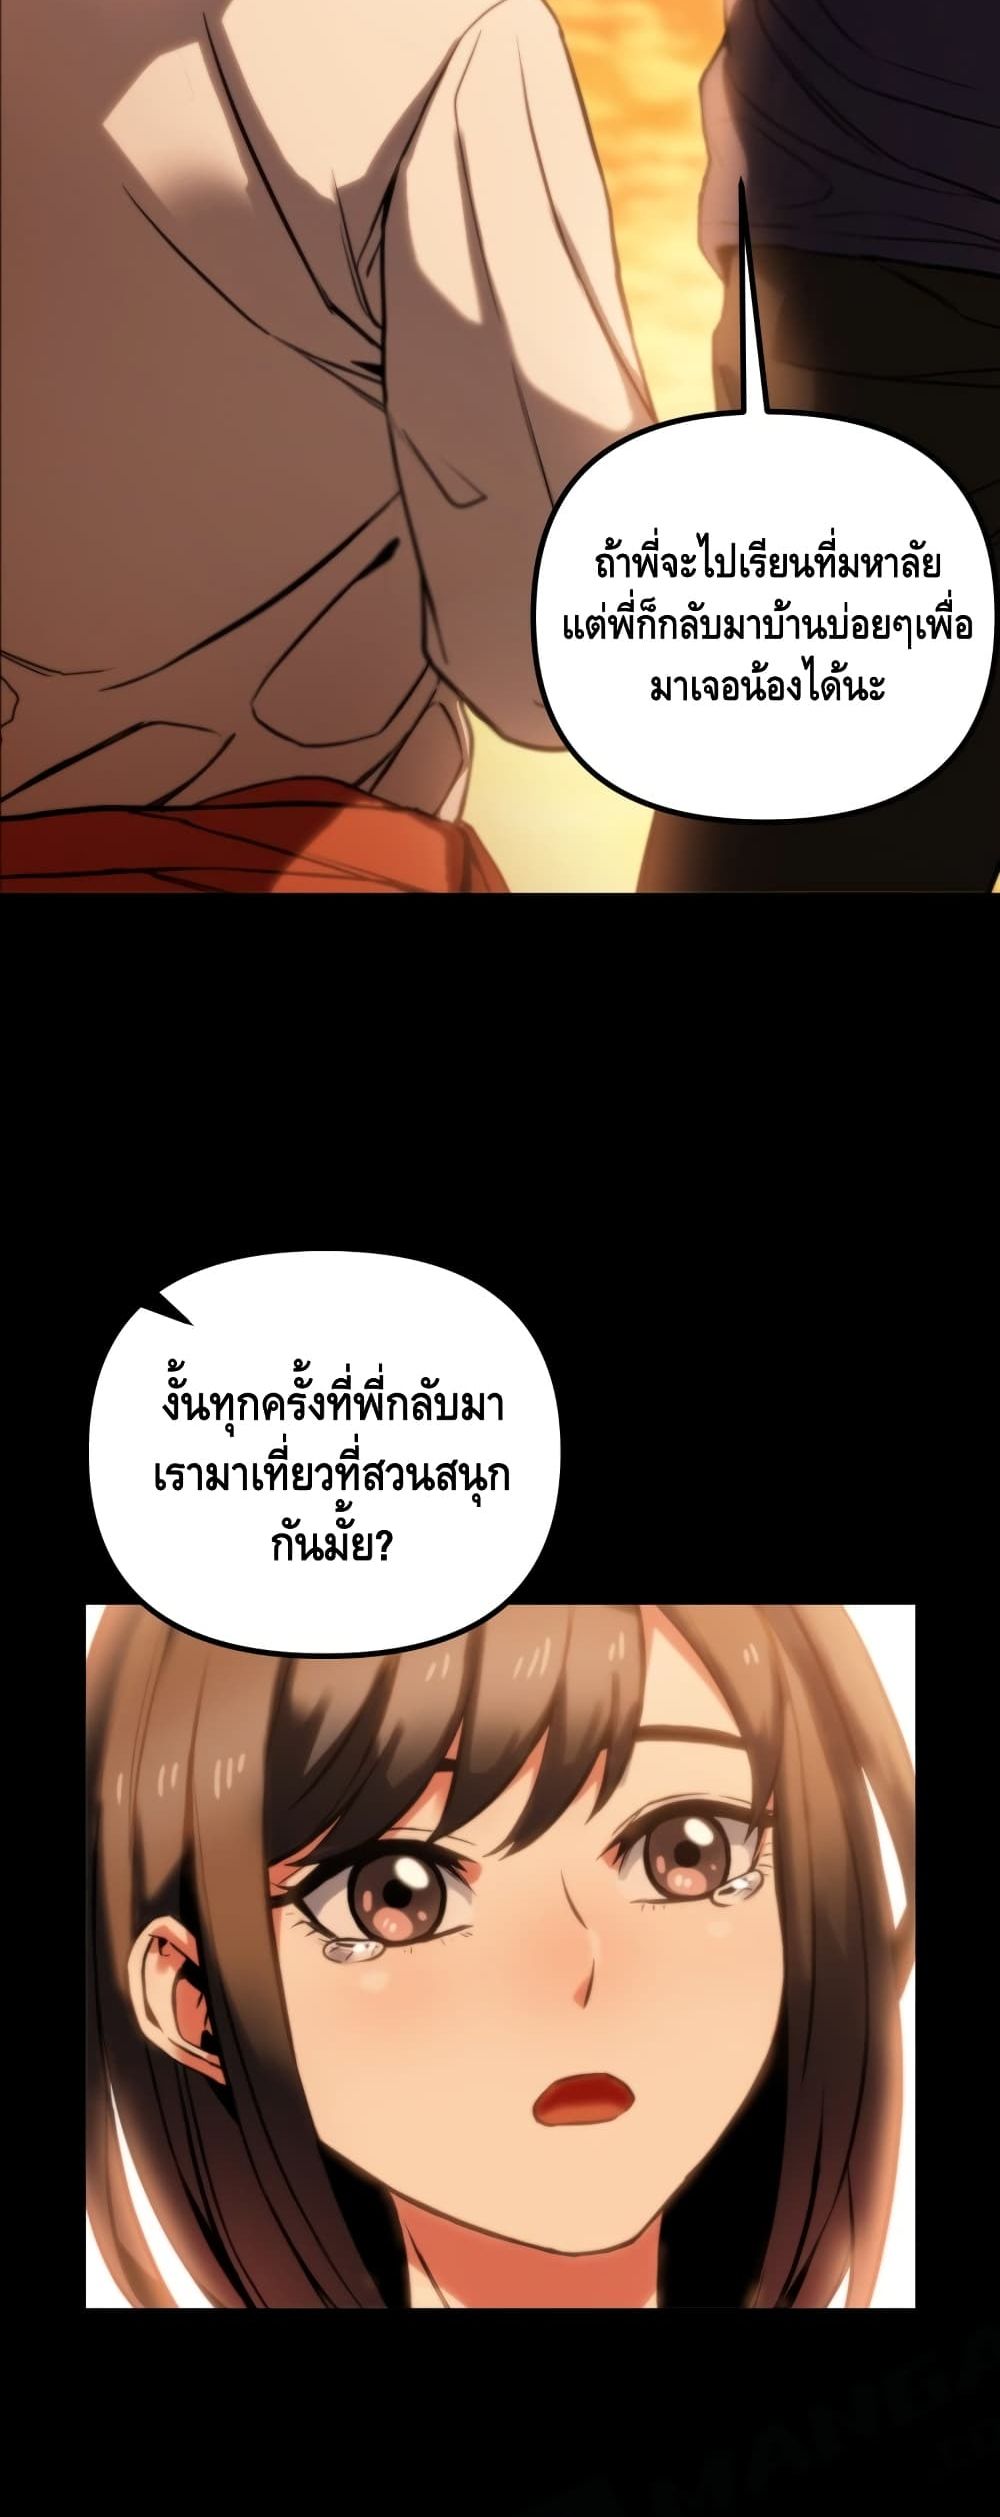 ถ้าพี่จะไปเรียนที่มหาลัย
แต่พี่ก็กลับมาบ้านบ่อยๆเพื่อ
มาเจอน้องได้นะ
งั้นทุกครั้งที่พี่กลับมา
เรามาเที่ยวที่สวนสนุก
กันมั้ย?
MANGA